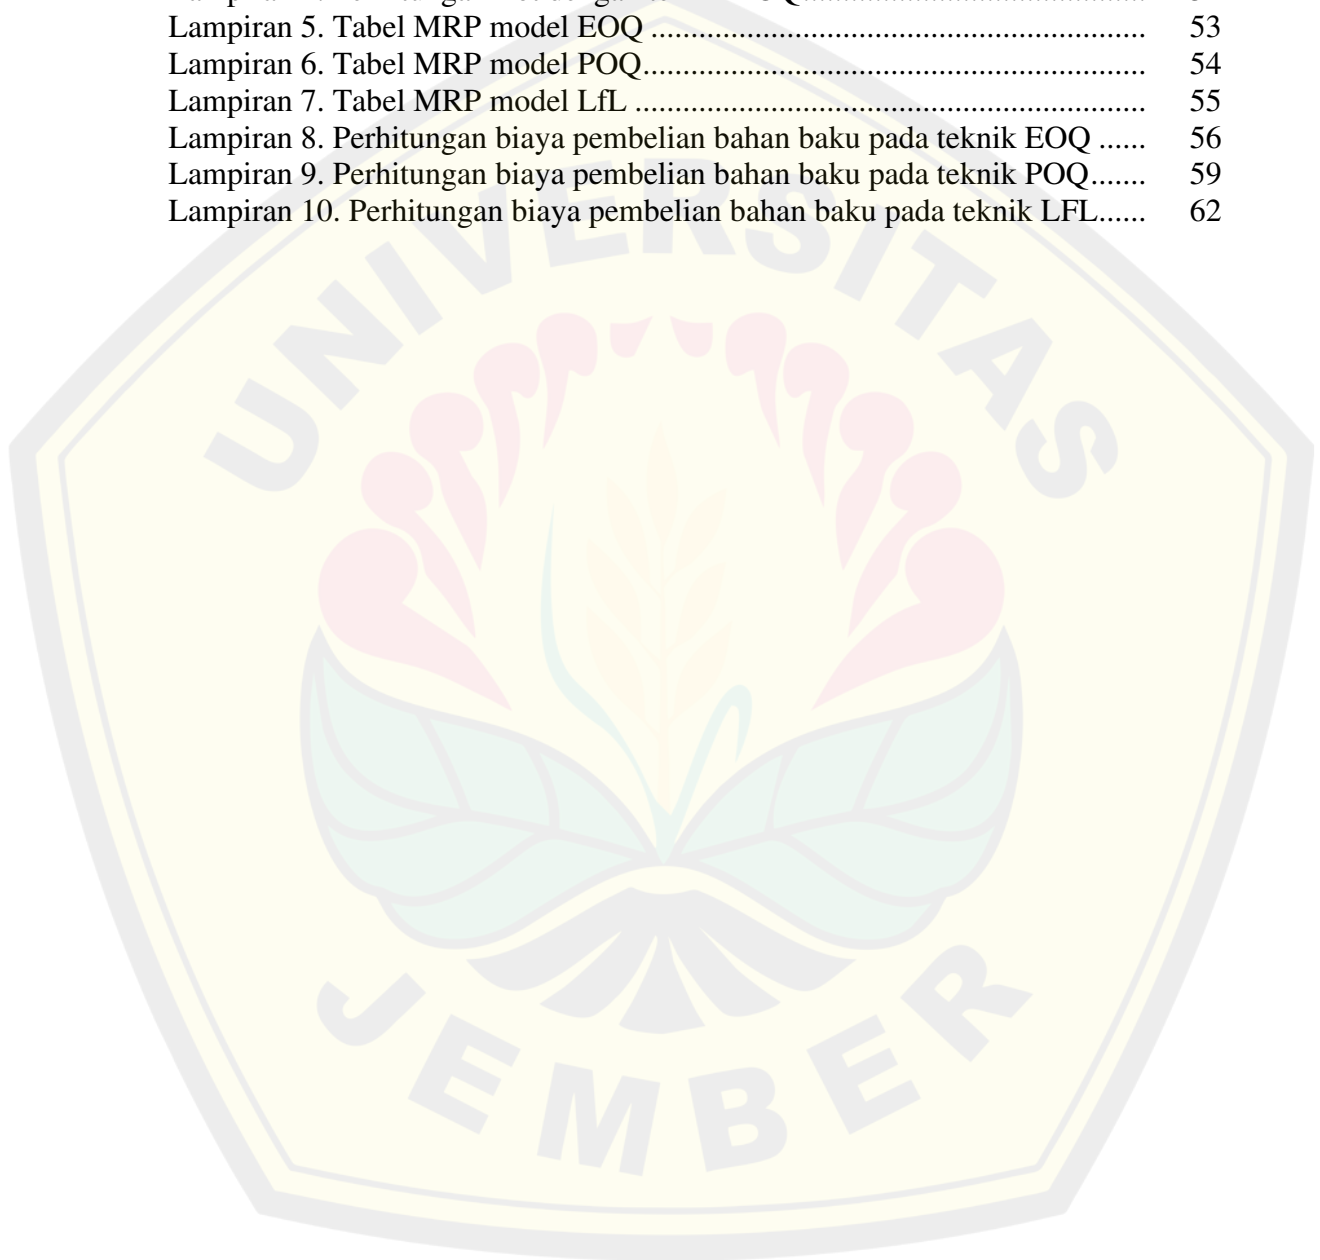 Lampiran 5. Tabel MRP model EOQ ............................................................. 53
Lampiran 6. Tabel MRP model POQ.............................................................. 54
Lampiran 7. Tabel MRP model LfL ............................................................... 55
Lampiran 8. Perhitungan biaya pembelian bahan baku pada teknik EOQ ...... 56
Lampiran 9. Perhitungan biaya pembelian bahan baku pada teknik POQ....... 59
Lampiran 10. Perhitungan biaya pembelian bahan baku pada teknik LFL...... 62
UNIVERSITAS
JEMBER